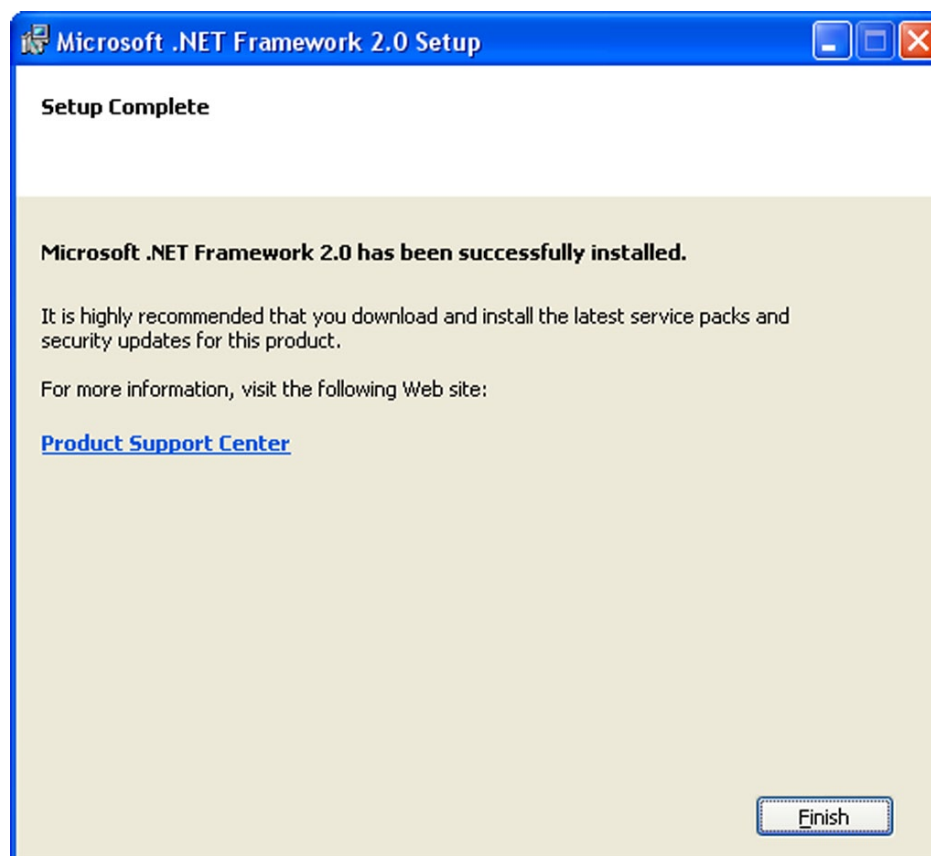 Microsoft .NET Framework 2.0 Setup
Setup Complete
Microsoft .NET Framework 2.0 has been successfully installed.
It is highly recommended that you download and install the latest service packs and
security updates for this product.
For more information, visit the following Web site:
Product Support Center
Finish